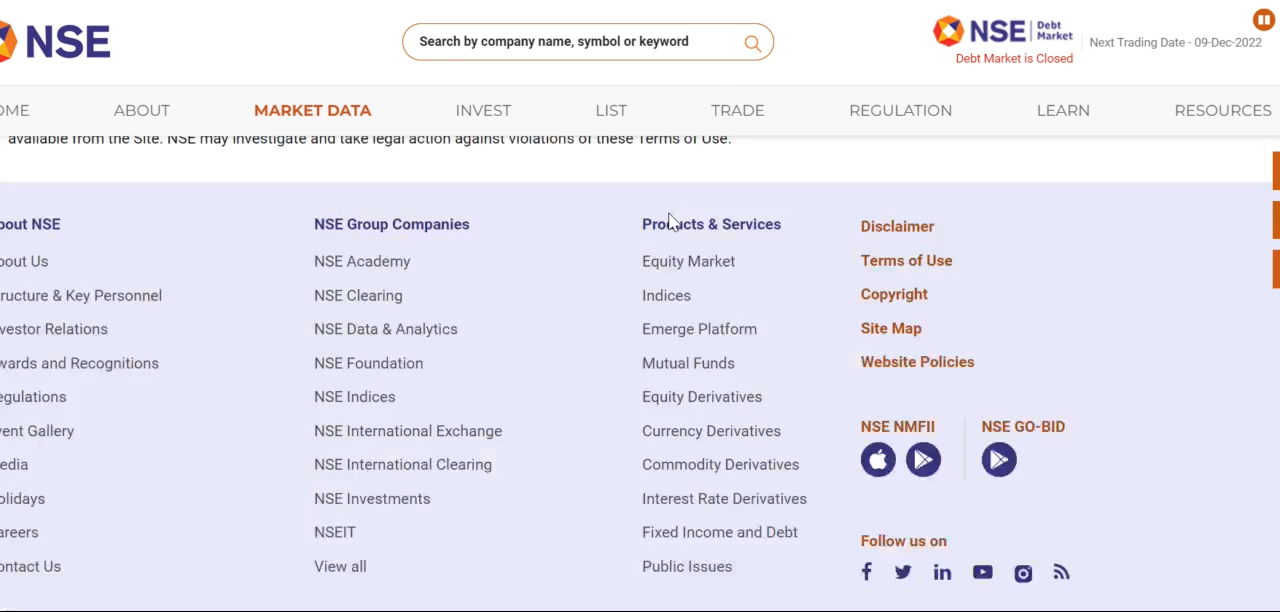 NSE
Search by company name, symbol or keyword
NSE Debt Market
Debt Market is Closed
Next Trading Date - 09-Dec-2022
OME ABOUT MARKET DATA INVEST LIST TRADE REGULATION LEARN RESOURCES
available from the Site. NSE may investigate and take legal action against violations of these Terms of Use.
bout NSE
bout Us
ructure & Key Personnel
vestor Relations
wards and Recognitions
egulations
vent Gallery
edia
olidays
areers
ontact Us
NSE Group Companies
NSE Academy
NSE Clearing
NSE Data & Analytics
NSE Foundation
NSE Indices
NSE International Exchange
NSE International Clearing
NSE Investments
NSEIT
View all
Products & Services
Equity Market
Indices
Emerge Platform
Mutual Funds
Equity Derivatives
Currency Derivatives
Commodity Derivatives
Interest Rate Derivatives
Fixed Income and Debt
Public Issues
Disclaimer
Terms of Use
Copyright
Site Map
Website Policies
NSE NMFII NSE GO-BID
Follow us on